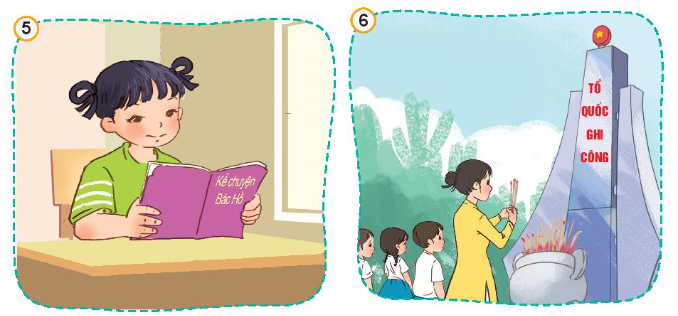 5
Kể chuyện
Bác Hồ
6
TỔ
QUỐC
GHI
CÔNG